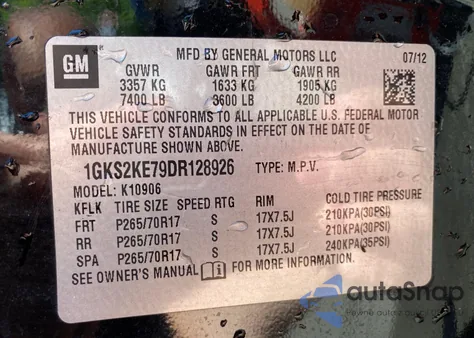 GM
MFD BY GENERAL MOTORS LLC 07/12
GVWR GAWR FRT GAWR RR
3357 KG 1633 KG 1905 KG
7400 LB 3600 LB 4200 LB
THIS VEHICLE CONFORMS TO ALL APPLICABLE U.S. FEDERAL MOTOR
VEHICLE SAFETY STANDARDS IN EFFECT ON THE DATE OF
MANUFACTURE SHOWN ABOVE.
1GKS2KE79DR128926 TYPE: M.P.V.
MODEL: K10906
KFLK TIRE SIZE SPEED RTG RIM COLD TIRE PRESSURE
FRT P265/70R17 S 17X7.5J 210KPA(30PSI)
RR P265/70R17 S 17X7.5J 210KPA(30PSI)
SPA P265/70R17 S 17X7.5J 240KPA(35PSI)
SEE OWNER'S MANUAL FOR MORE INFORMATION.
autaSnap